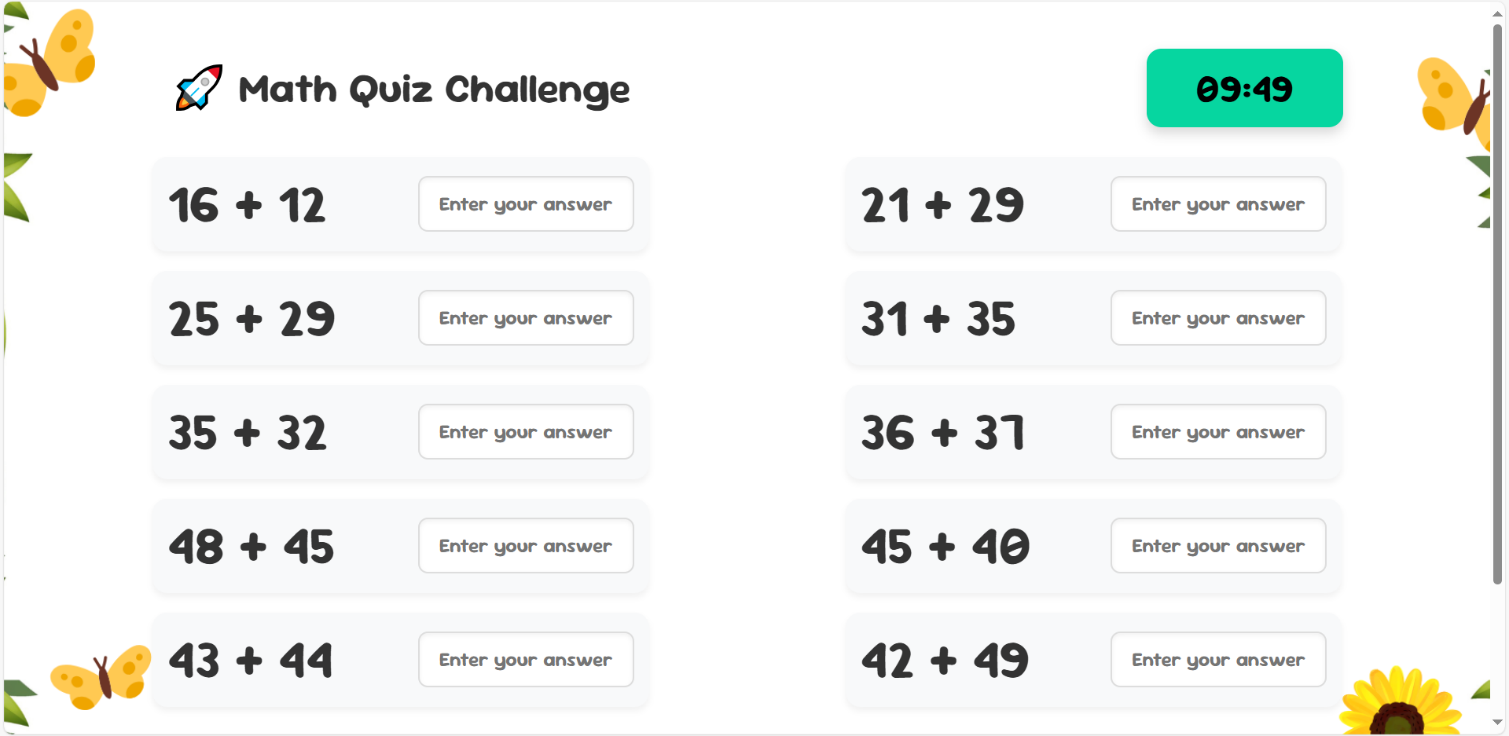 Math Quiz Challenge
09:49
16 + 12
Enter your answer
21 + 29
Enter your answer
25 + 29
Enter your answer
31 + 35
Enter your answer
35 + 32
Enter your answer
36 + 37
Enter your answer
48 + 45
Enter your answer
45 + 40
Enter your answer
43 + 44
Enter your answer
42 + 49
Enter your answer